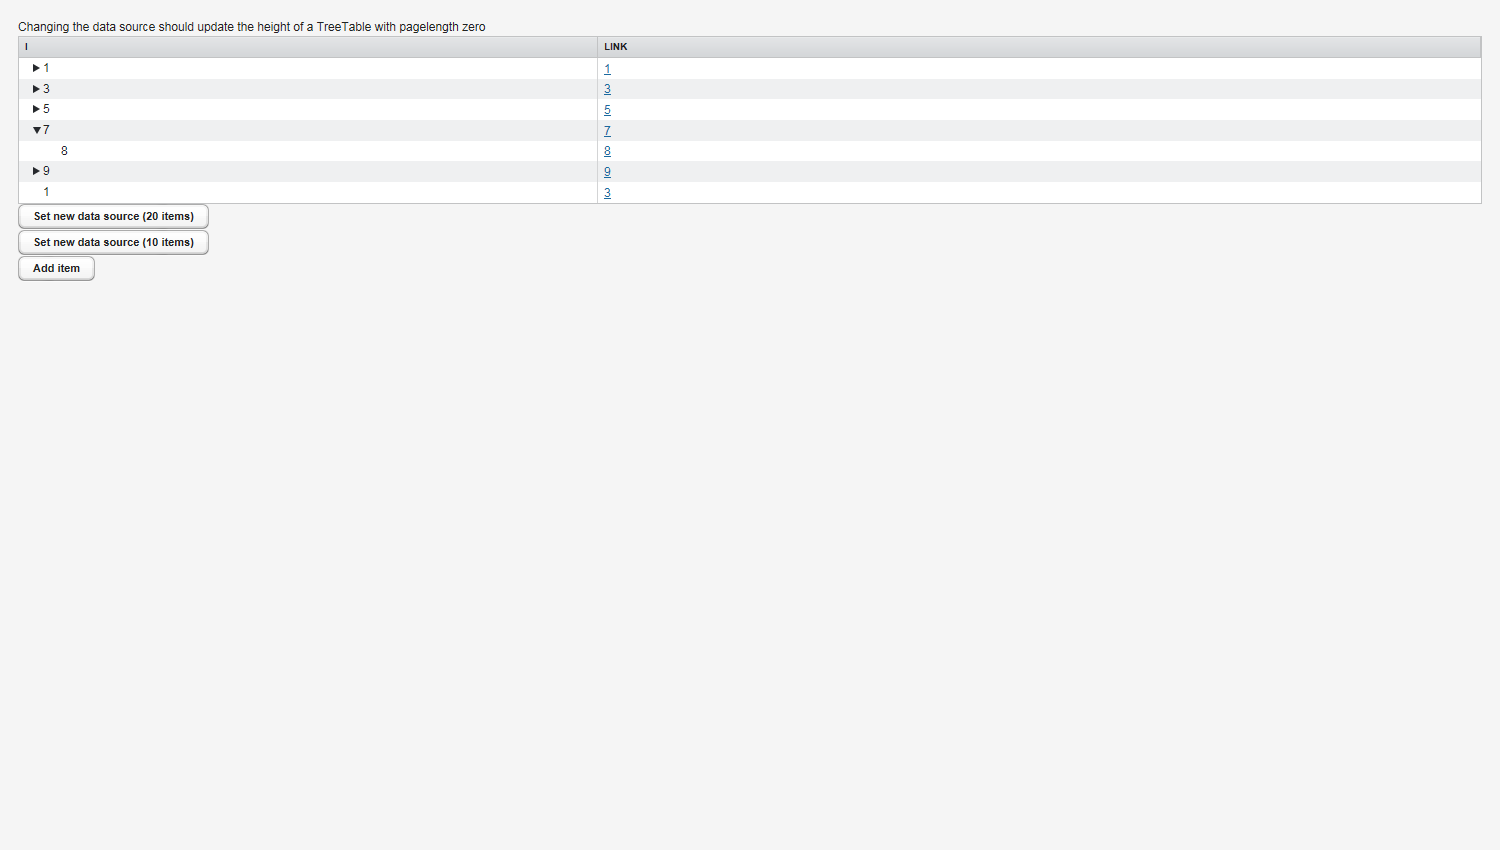 Changing the data source should update the height of a TreeTable with pagelength zero
I LINK
1 1
3 3
5 5
7 7
8 8
9 9
1 3
Set new data source (20 items)
Set new data source (10 items)
Add item